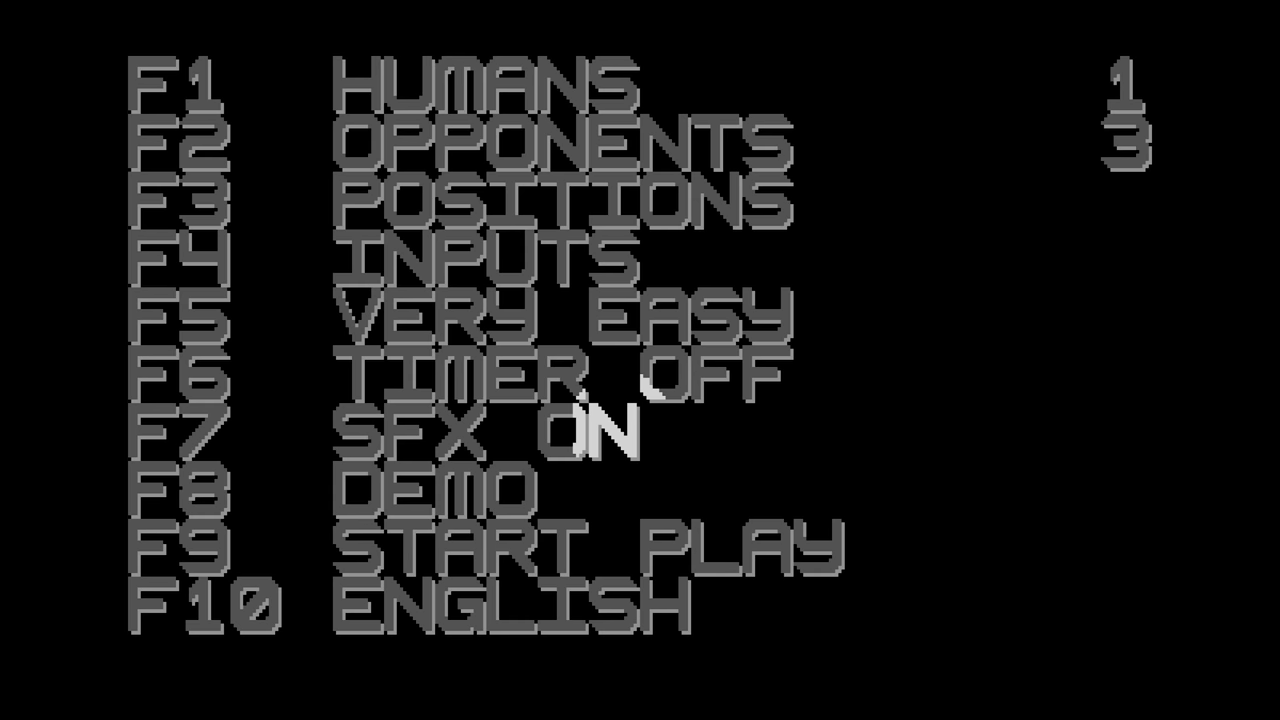 F1 HUMANS 1
F2 OPPONENTS 3
F3 POSITIONS
F4 INPUTS
F5 VERY EASY
F6 TIMER OFF
F7 SFX ON
F8 DEMO
F9 START PLAY
F10 ENGLISH